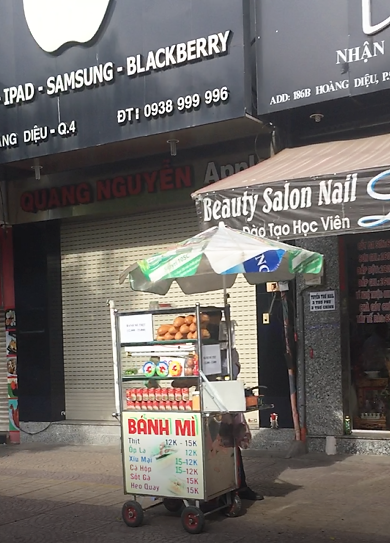 IPAD - SAMSUNG - BLACKBERRY
ĐT: 0938 999 996
DIỆU - Q.4
NHẬN
ADD: 186B HOÀNG DIỆU, P.
QUANG NGUYỄN
Beauty Salon Nail
Đào Tạo Học Viên
BÁNH MÌ
Thịt 12K - 15K
Ốp La 12K
Xíu Mại 15-12K
Cá Hộp 15-12K
Sốt Gà 15K
Heo Quay 15K